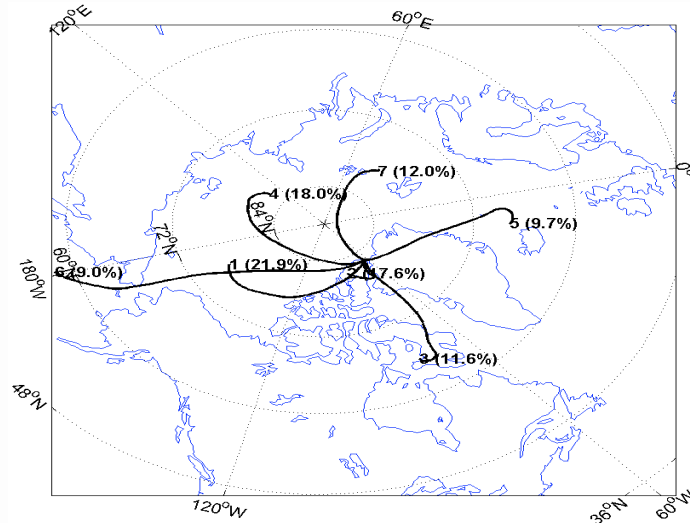 120°E
60°E
0
7 (12.0%)
4 (18.0%)
84°N
5 (9.7%)
72°N
60
1 (21.9%)
6 (9.0%)
2 (17.6%)
180°W
3 (11.6%)
48°N
120°W
36°N
60°W